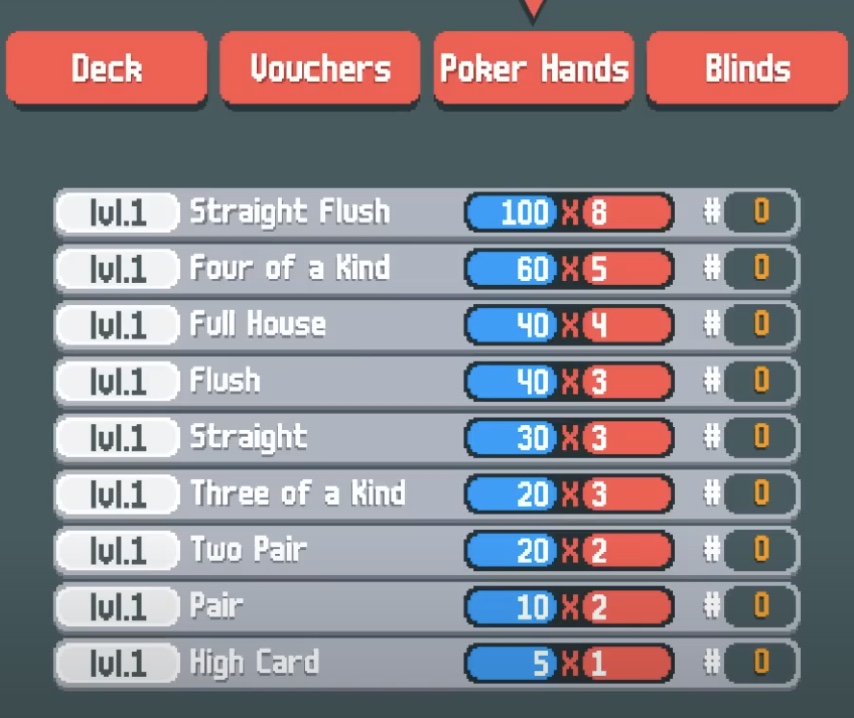 Deck Vouchers Poker Hands Blinds
lvl.1 Straight Flush 100 X 8 # 0
lvl.1 Four of a Kind 60 X 5 # 0
lvl.1 Full House 40 X 4 # 0
lvl.1 Flush 40 X 3 # 0
lvl.1 Straight 30 X 3 # 0
lvl.1 Three of a Kind 20 X 3 # 0
lvl.1 Two Pair 20 X 2 # 0
lvl.1 Pair 10 X 2 # 0
lvl.1 High Card 5 X 1 # 0